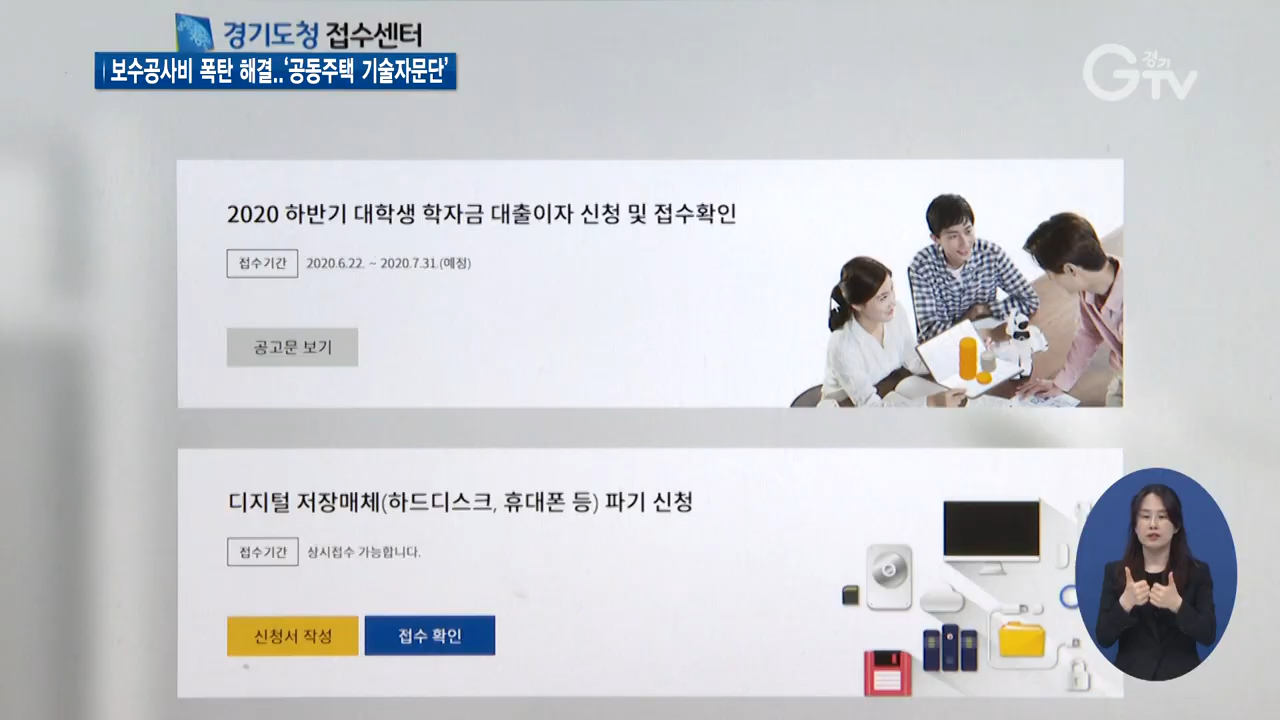 경기도청 접수센터
보수공사비 폭탄 해결..‘공동주택 기술자문단’
G경기TV
2020 하반기 대학생 학자금 대출이자 신청 및 접수확인
접수기간 2020.6.22. ~ 2020.7.31.(예정)
공고문 보기
디지털 저장매체(하드디스크, 휴대폰 등) 파기 신청
접수기간 상시접수 가능합니다.
신청서 작성 접수 확인